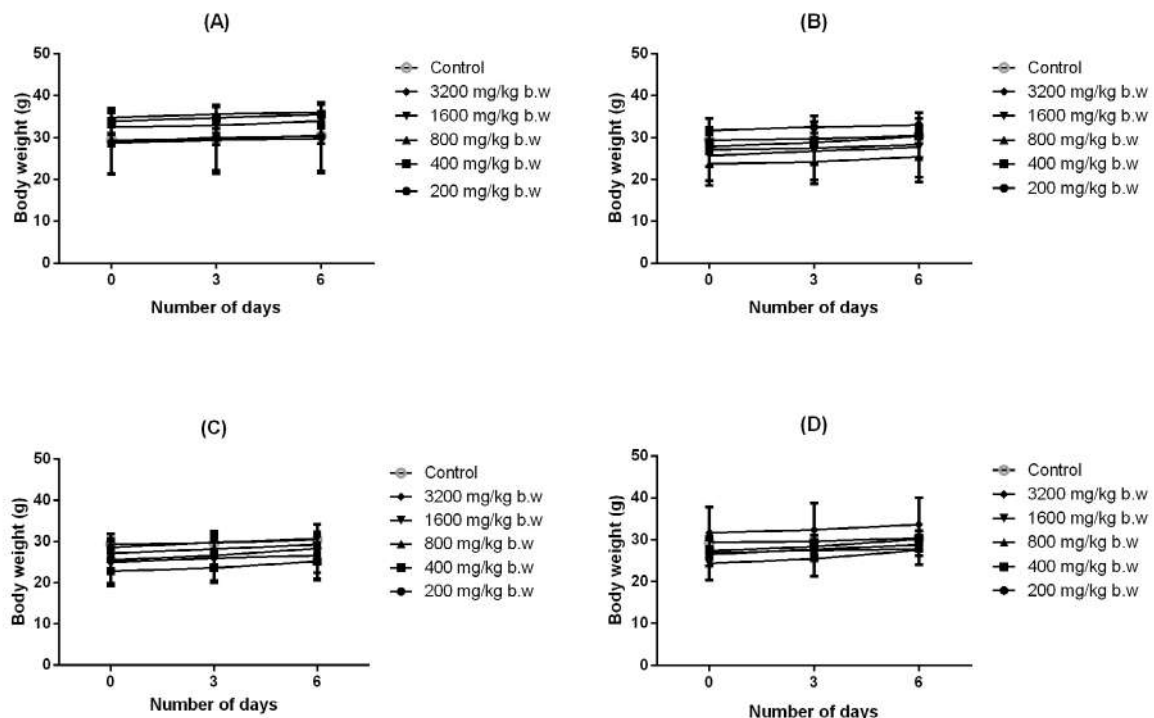 (A)
50
40
30
20
10
0
Body weight (g)
0 3 6
Number of days
Control
3200 mg/kg b.w
1600 mg/kg b.w
800 mg/kg b.w
400 mg/kg b.w
200 mg/kg b.w
(B)
50
40
30
20
10
0
Body weight (g)
0 3 6
Number of days
Control
3200 mg/kg b.w
1600 mg/kg b.w
800 mg/kg b.w
400 mg/kg b.w
200 mg/kg b.w
(C)
50
40
30
20
10
0
Body weight (g)
0 3 6
Number of days
Control
3200 mg/kg b.w
1600 mg/kg b.w
800 mg/kg b.w
400 mg/kg b.w
200 mg/kg b.w
(D)
50
40
30
20
10
0
Body weight (g)
0 3 6
Number of days
Control
3200 mg/kg b.w
1600 mg/kg b.w
800 mg/kg b.w
400 mg/kg b.w
200 mg/kg b.w